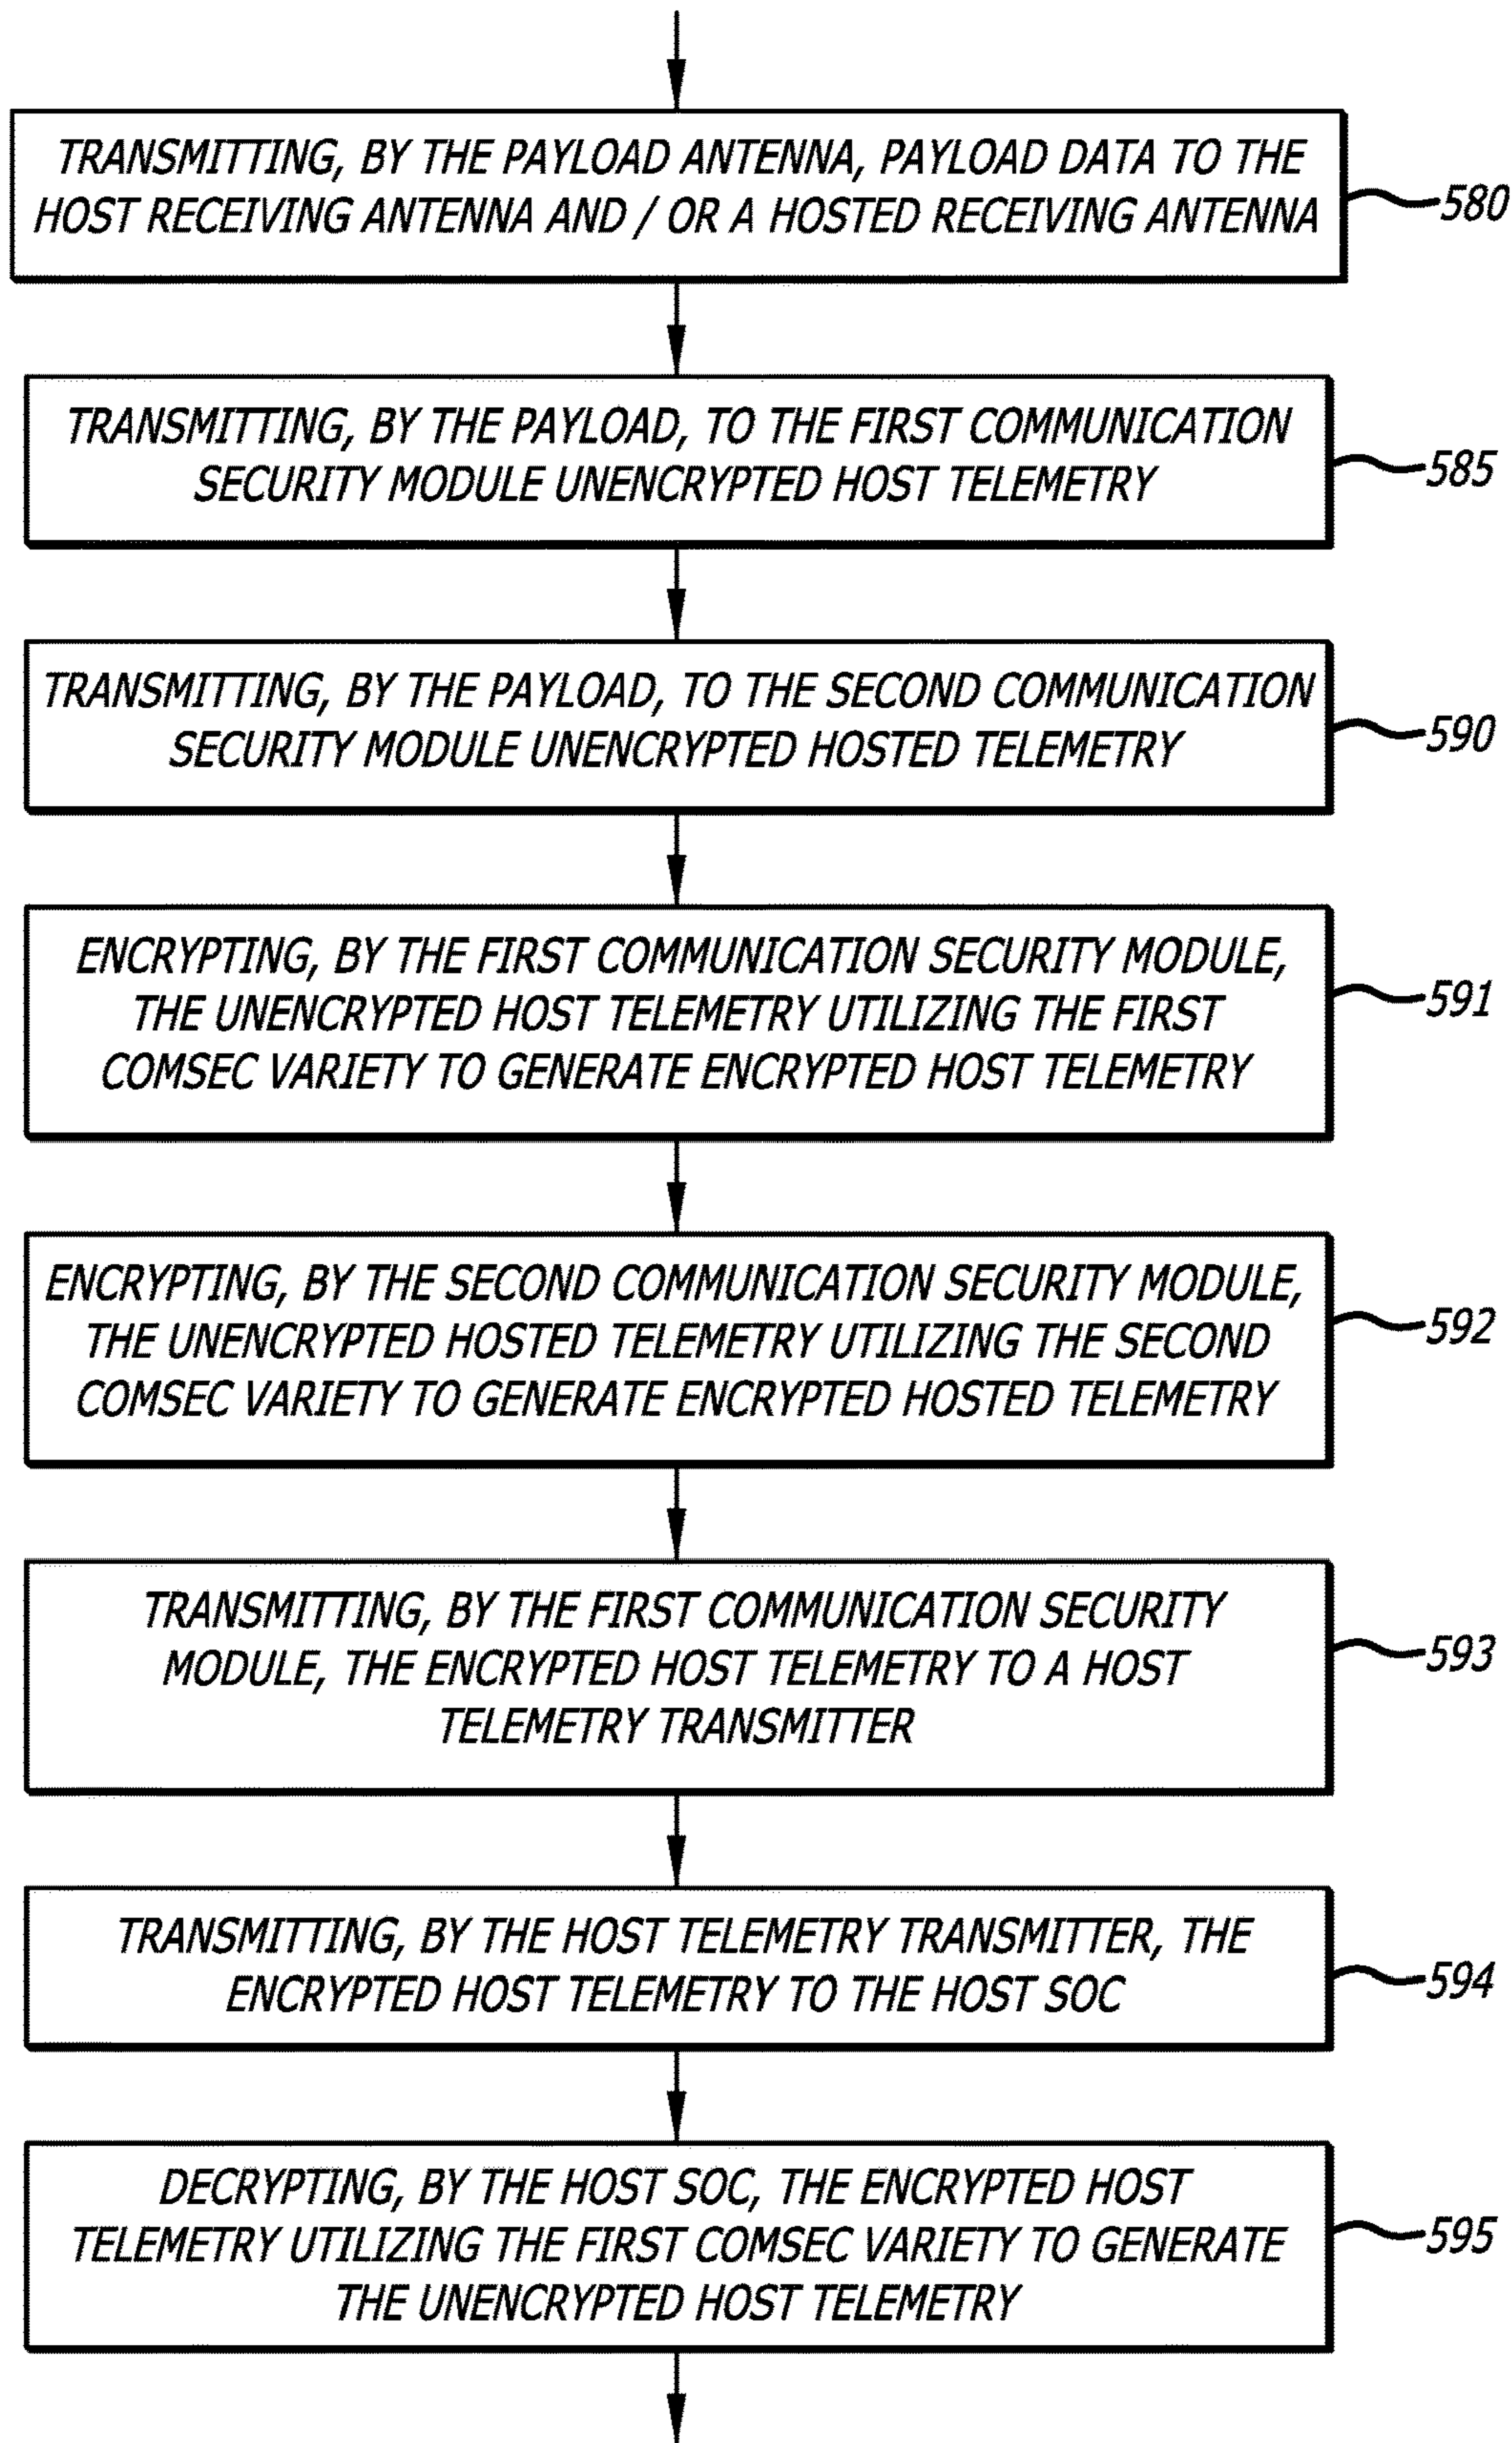 TRANSMITTING, BY THE PAYLOAD ANTENNA, PAYLOAD DATA TO THE
HOST RECEIVING ANTENNA AND / OR A HOSTED RECEIVING ANTENNA
580
TRANSMITTING, BY THE PAYLOAD, TO THE FIRST COMMUNICATION
SECURITY MODULE UNENCRYPTED HOST TELEMETRY
585
TRANSMITTING, BY THE PAYLOAD, TO THE SECOND COMMUNICATION
SECURITY MODULE UNENCRYPTED HOSTED TELEMETRY
590
ENCRYPTING, BY THE FIRST COMMUNICATION SECURITY MODULE,
THE UNENCRYPTED HOST TELEMETRY UTILIZING THE FIRST
COMSEC VARIETY TO GENERATE ENCRYPTED HOST TELEMETRY
591
ENCRYPTING, BY THE SECOND COMMUNICATION SECURITY MODULE,
THE UNENCRYPTED HOSTED TELEMETRY UTILIZING THE SECOND
COMSEC VARIETY TO GENERATE ENCRYPTED HOSTED TELEMETRY
592
TRANSMITTING, BY THE FIRST COMMUNICATION SECURITY
MODULE, THE ENCRYPTED HOST TELEMETRY TO A HOST
TELEMETRY TRANSMITTER
593
TRANSMITTING, BY THE HOST TELEMETRY TRANSMITTER, THE
ENCRYPTED HOST TELEMETRY TO THE HOST SOC
594
DECRYPTING, BY THE HOST SOC, THE ENCRYPTED HOST
TELEMETRY UTILIZING THE FIRST COMSEC VARIETY TO GENERATE
THE UNENCRYPTED HOST TELEMETRY
595